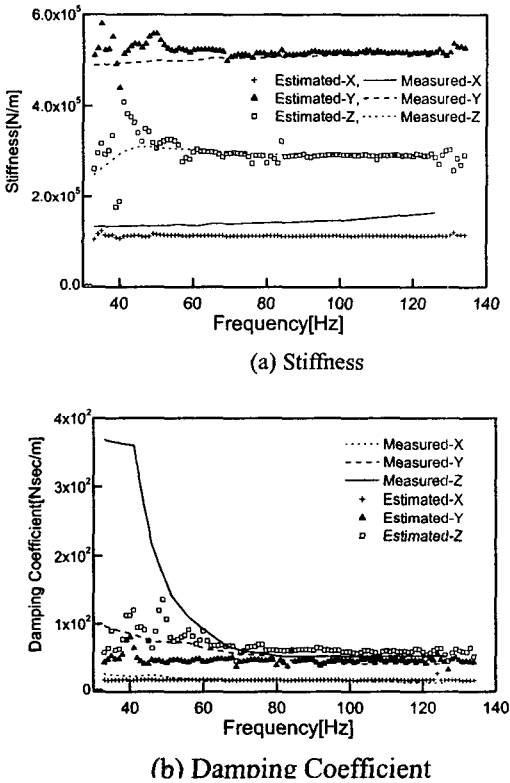 6.0x10⁵
4.0x10⁵
2.0x10⁵
0.0
Stiffness[N/m]
Estimated-X, Measured-X
Estimated-Y, Measured-Y
Estimated-Z, Measured-Z
40 60 80 100 120 140
Frequency[Hz]
(a) Stiffness
4x10²
3x10²
2x10²
1x10²
0
Damping Coefficient[Nsec/m]
Measured-X
Measured-Y
Measured-Z
Estimated-X
Estimated-Y
Estimated-Z
40 60 80 100 120 140
Frequency[Hz]
(b) Damping Coefficient